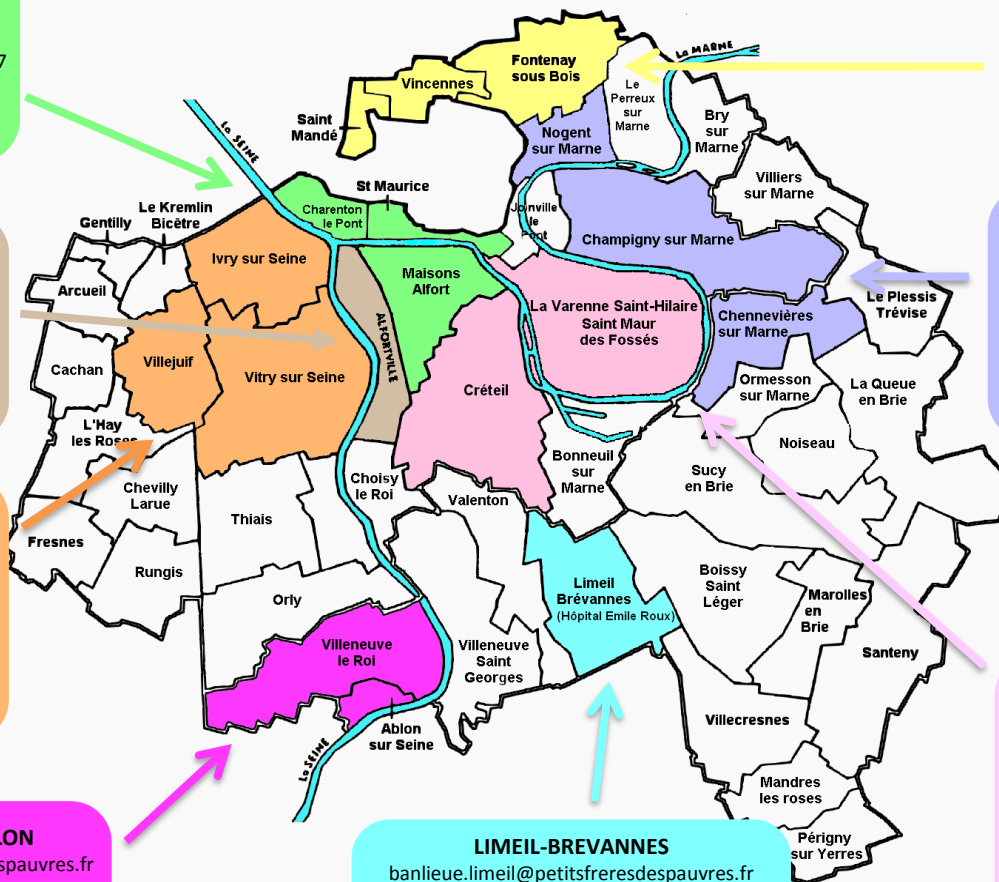 7
La MARNE
Fontenay
sous Bois
Vincennes
Le
Perreux
sur
Marne
Saint
Mandé
Bry
sur
Marne
Nogent
sur Marne
La SEINE
Villiers
sur Marne
St Maurice
Le Kremlin
Bicêtre
Gentilly
Charenton
le Pont
Joinville
le
Pont
Champigny sur Marne
Ivry sur Seine
Maisons
Alfort
Arcueil
Le Plessis
Trévise
La Varenne Saint-Hilaire
Saint Maur
des Fossés
Chennevières
sur Marne
ALFORTVILLE
Villejuif
Vitry sur Seine
Cachan
Créteil
Ormesson
sur Marne
La Queue
en Brie
L'Hay
les Roses
Noiseau
Bonneuil
sur
Marne
Sucy
en Brie
Choisy
le Roi
Chevilly
Larue
Valenton
Thiais
Fresnes
Rungis
Limeil
Brévannes
(Hôpital Emile Roux)
Boissy
Saint
Léger
Marolles
en
Brie
Orly
Villeneuve
le Roi
Villeneuve
Saint
Georges
Santeny
Villecresnes
Ablon
sur Seine
La SEINE
Mandres
les roses
Périgny
sur Yerres
LON
spauvres.fr
LIMEIL-BREVANNES
banlieue.limeil@petitsfreresdespauvres.fr